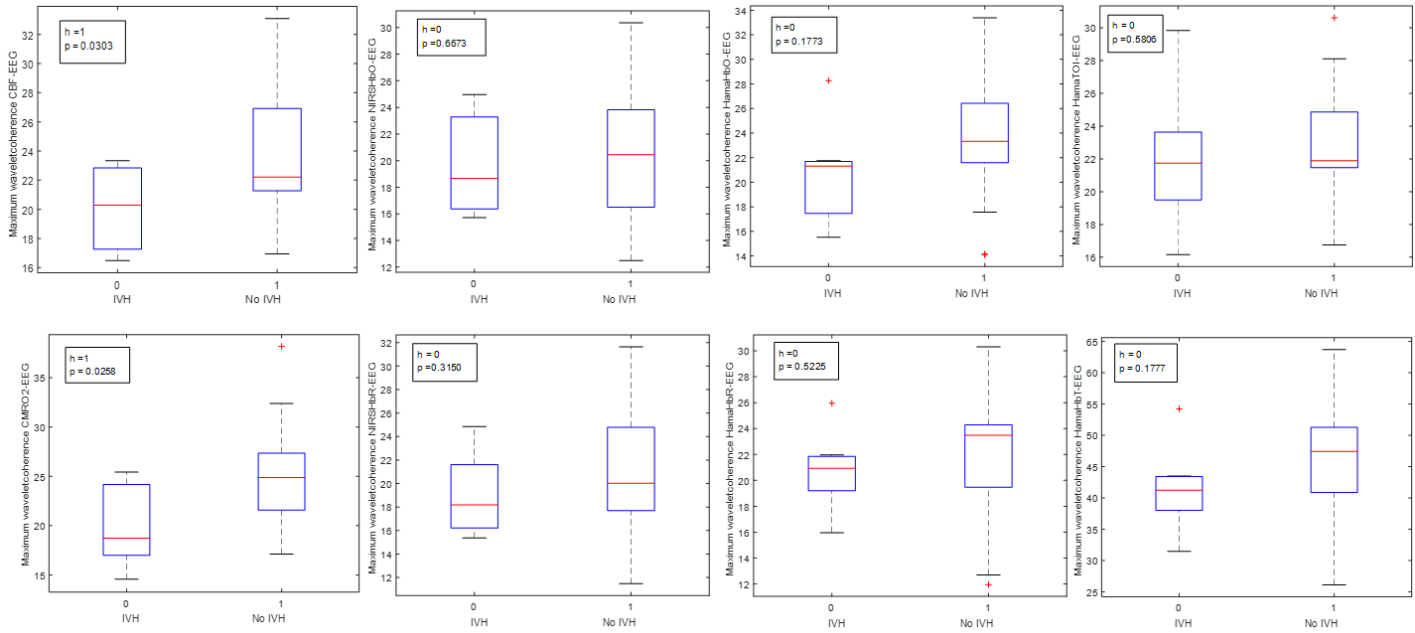 Maximum waveletcoherence CBF-EEG
h =1
p = 0.0303
32
30
28
26
24
22
20
18
16
0
1
IVH
No IVH
Maximum waveletcoherence NIRSHbO-EEG
h =0
p =0.6673
30
28
26
24
22
20
18
16
14
12
0
1
IVH
No IVH
Maximum waveletcoherence HamaHbO-EEG
h =0
p = 0.1773
34
32
30
28
26
24
22
20
18
16
14
0
1
IVH
No IVH
Maximum waveletcoherence HamaTOI-EEG
h = 0
p =0.5806
30
28
26
24
22
20
18
16
0
1
IVH
No IVH
Maximum waveletcoherence CMRO2-EEG
h =1
p = 0.0258
35
30
25
20
15
0
1
IVH
No IVH
Maximum waveletcoherence NIRSHbR-EEG
h = 0
p =0.3150
32
30
28
26
24
22
20
18
16
14
12
0
1
IVH
No IVH
Maximum waveletcoherence HamaHbR-EEG
h =0
p = 0.5225
30
28
26
24
22
20
18
16
14
12
0
1
IVH
No IVH
Maximum waveletcoherence HamaHbT-EEG
h = 0
p = 0.1777
65
60
55
50
45
40
35
30
25
0
1
IVH
No IVH